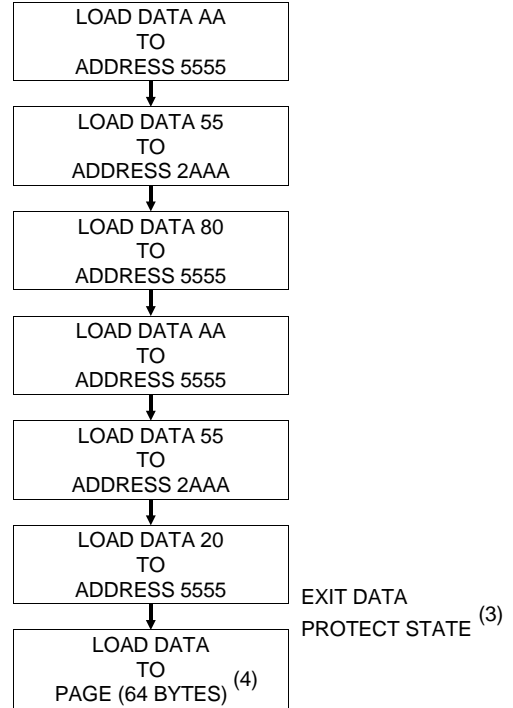 LOAD DATA AA
TO
ADDRESS 5555
LOAD DATA 55
TO
ADDRESS 2AAA
LOAD DATA 80
TO
ADDRESS 5555
LOAD DATA AA
TO
ADDRESS 5555
LOAD DATA 55
TO
ADDRESS 2AAA
LOAD DATA 20
TO
ADDRESS 5555
EXIT DATA
PROTECT STATE (3)
LOAD DATA
TO
PAGE (64 BYTES) (4)